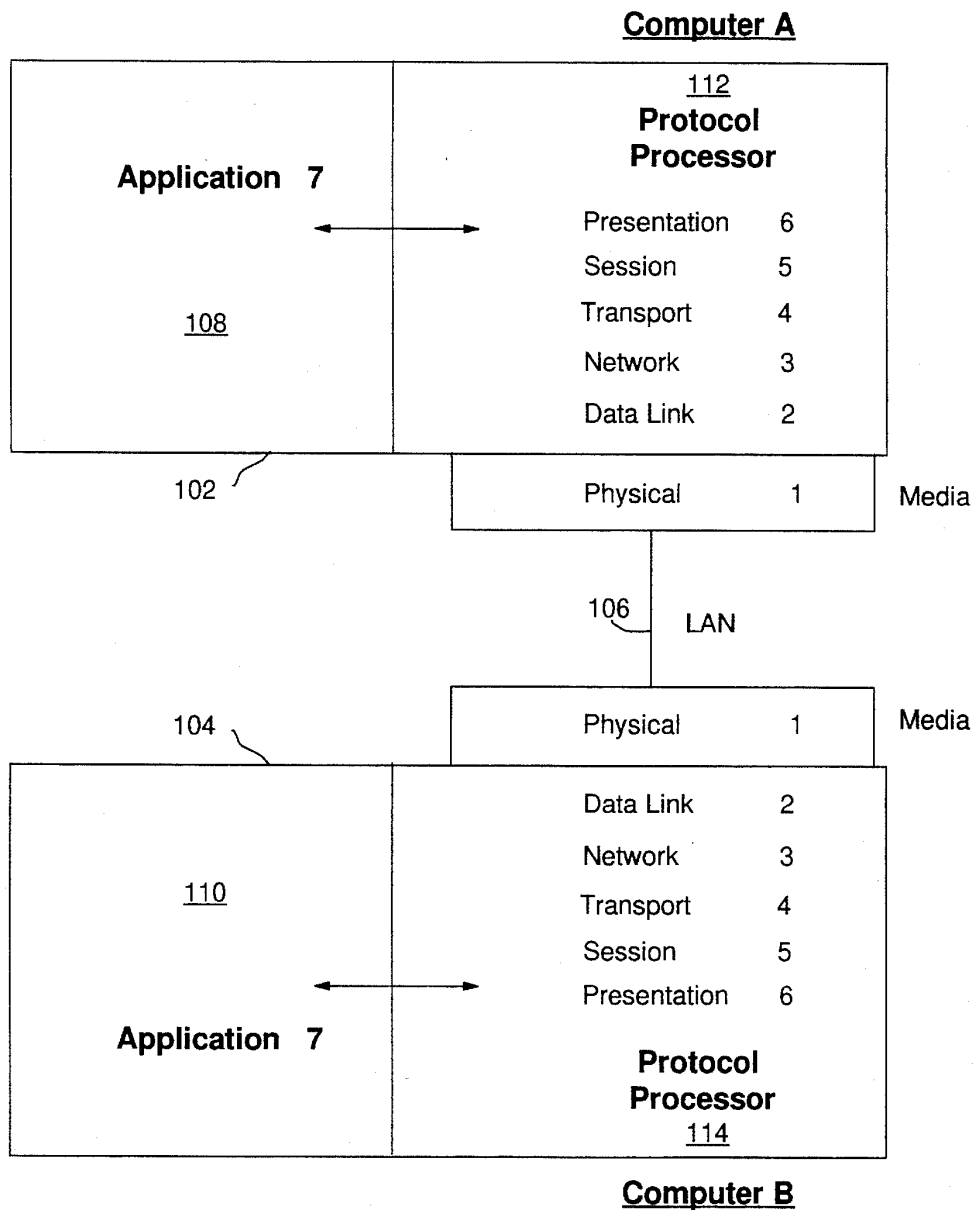 Computer A
112
Protocol
Processor
Application 7
Presentation 6
Session 5
108
Transport 4
Network 3
Data Link 2
102
Physical 1
Media
106
LAN
104
Physical 1
Media
Data Link 2
Network 3
110
Transport 4
Session 5
Presentation 6
Application 7
Protocol
Processor
114
Computer B